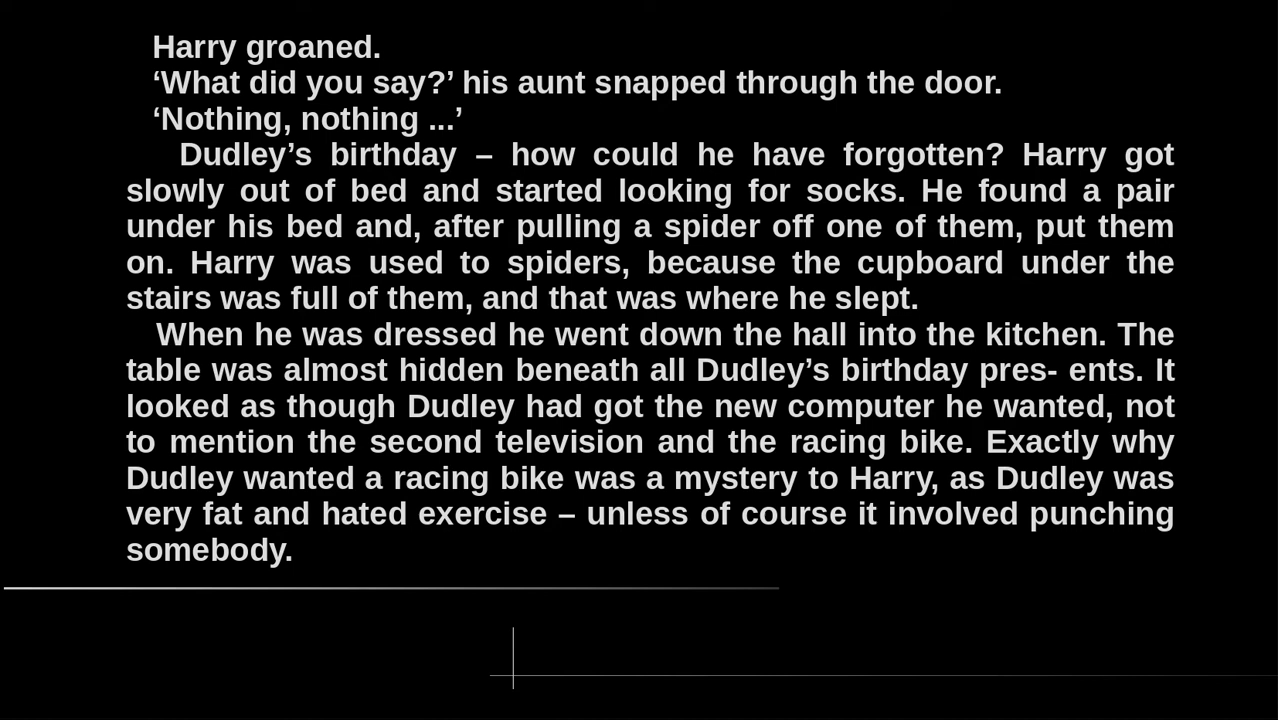 Harry groaned.
‘What did you say?’ his aunt snapped through the door.
‘Nothing, nothing ...’
Dudley’s birthday – how could he have forgotten? Harry got
slowly out of bed and started looking for socks. He found a pair
under his bed and, after pulling a spider off one of them, put them
on. Harry was used to spiders, because the cupboard under the
stairs was full of them, and that was where he slept.
When he was dressed he went down the hall into the kitchen. The
table was almost hidden beneath all Dudley’s birthday pres- ents. It
looked as though Dudley had got the new computer he wanted, not
to mention the second television and the racing bike. Exactly why
Dudley wanted a racing bike was a mystery to Harry, as Dudley was
very fat and hated exercise – unless of course it involved punching
somebody.